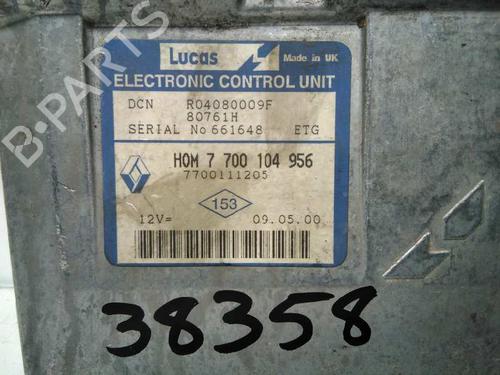 B-PARTS
Lucas Made in UK
ELECTRONIC CONTROL UNIT
DCN R04080009F
80761H
SERIAL No 661648 ETG
HOM 7 700 104 956
7700111205
153
12V= 09.05.00
38358